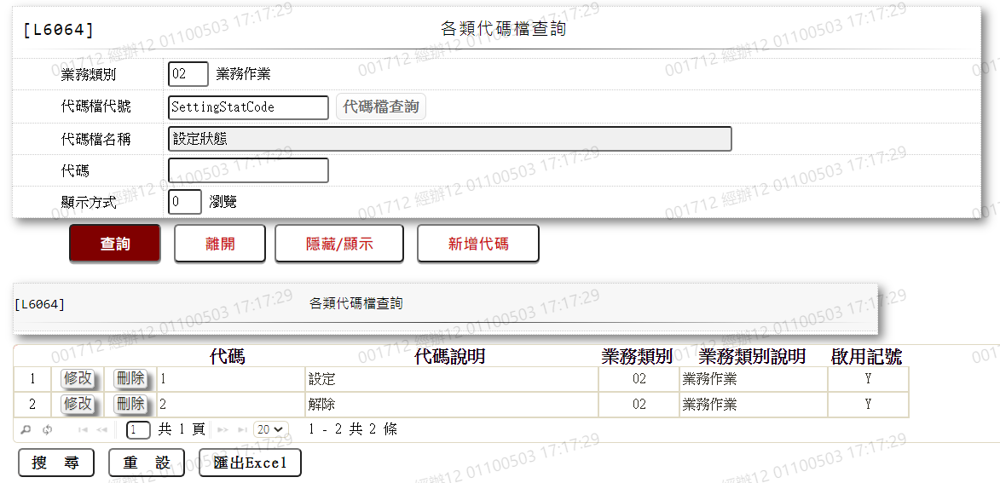 [L6064] 各類代碼檔查詢
業務類別 02 業務作業
代碼檔代號 SettingStatCode 代碼檔查詢
代碼檔名稱 設定狀態
代碼
顯示方式 0 瀏覽
查詢 離開 隱藏/顯示 新增代碼
[L6064] 各類代碼檔查詢
代碼 代碼說明 業務類別 業務類別說明 啟用記號
1 修改 刪除 1 設定 02 業務作業 Y
2 修改 刪除 2 解除 02 業務作業 Y
1 共 1 頁 20 1 - 2 共 2 條
搜 尋 重 設 匯出Excel
001712 經辦12 01100503 17:17:29